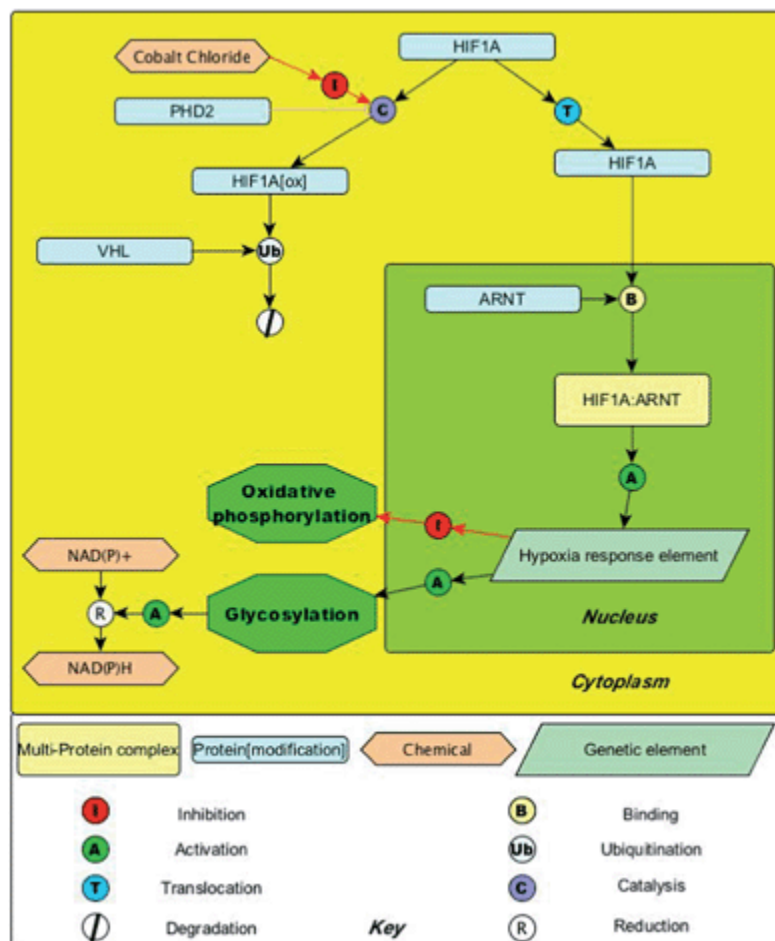 Cobalt Chloride
HIF1A
I
PHD2
C
T
HIF1A[ox]
HIF1A
VHL
Ub
ARNT
B
HIF1A:ARNT
A
Oxidative
phosphorylation
I
Hypoxia response element
NAD(P)+
A
Glycosylation
R
A
Nucleus
NAD(P)H
Cytoplasm
Multi-Protein complex
Protein[modification]
Chemical
Genetic element
I Inhibition
B Binding
A Activation
Ub Ubiquitination
T Translocation
C Catalysis
Degradation
Key
R Reduction